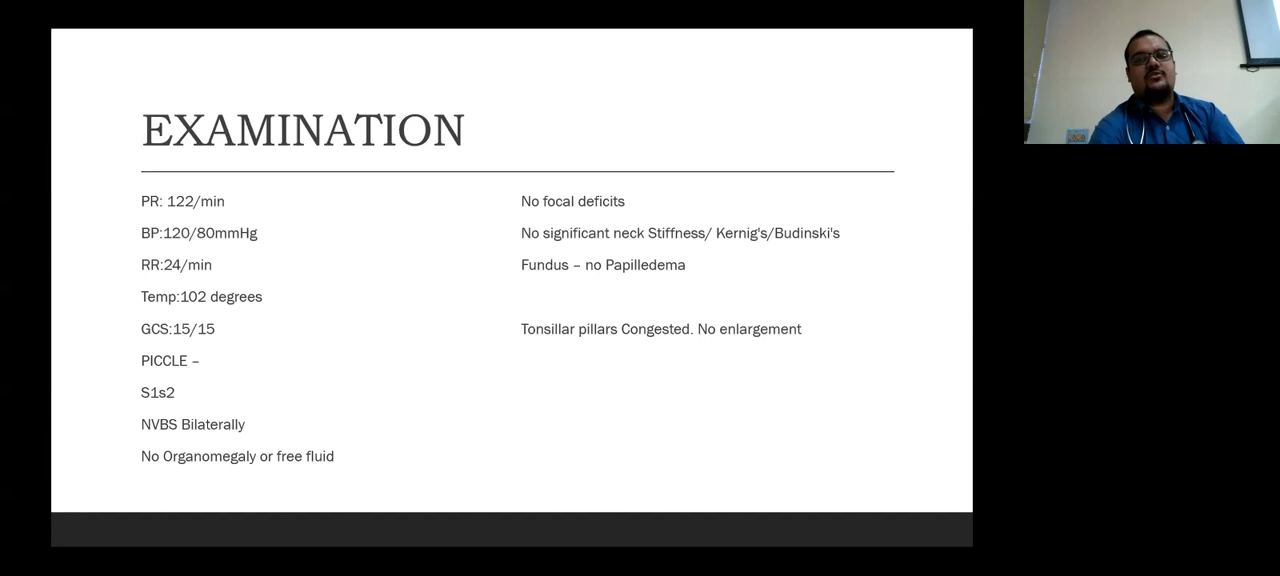 EXAMINATION
PR: 122/min
BP:120/80mmHg
RR:24/min
Temp:102 degrees
GCS:15/15
PICCLE –
S1s2
NVBS Bilaterally
No Organomegaly or free fluid
No focal deficits
No significant neck Stiffness/ Kernig's/Budinski's
Fundus – no Papilledema
Tonsillar pillars Congested. No enlargement